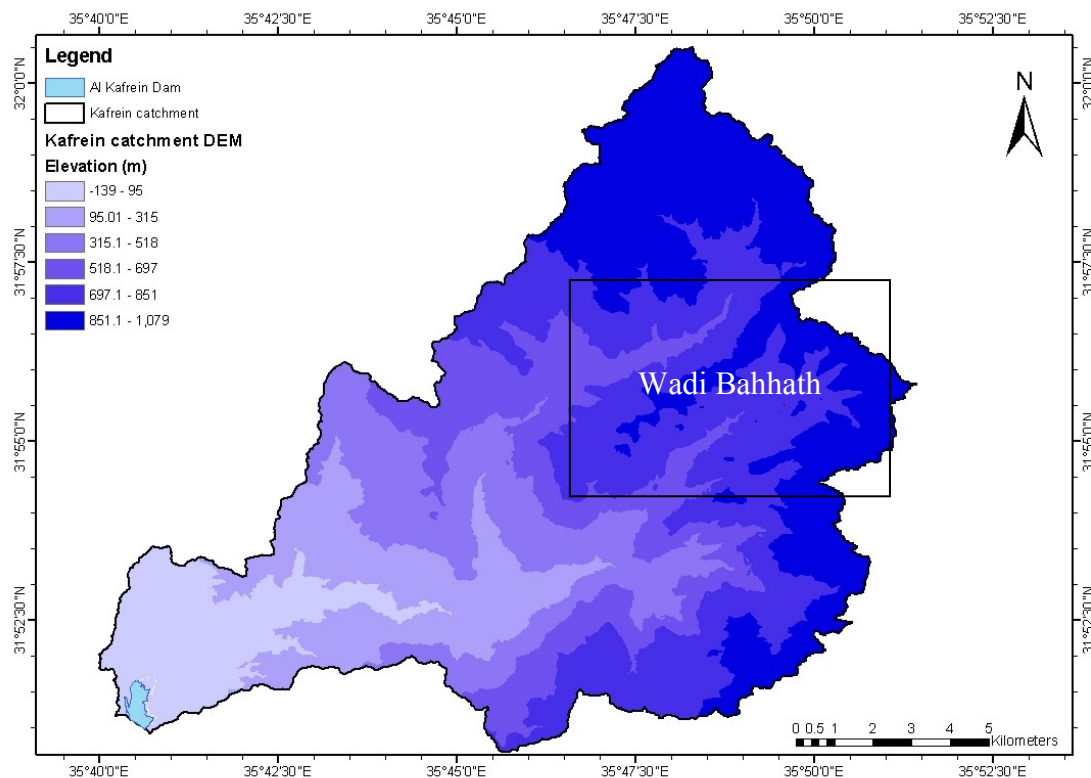 35°40'0"E 35°42'30"E 35°45'0"E 35°47'30"E 35°50'0"E 35°52'30"E
Legend
Al Kafrein Dam
Kafrein catchment
Kafrein catchment DEM
Elevation (m)
-139 - 95
95.01 - 315
315.1 - 518
518.1 - 697
697.1 - 851
851.1 - 1,079
N
Wadi Bahhath
32°0'0"N
31°57'30"N
31°55'0"N
31°52'30"N
32°0'0"N
31°57'30"N
31°55'0"N
31°52'30"N
0 0.5 1 2 3 4 5
Kilometers
35°40'0"E 35°42'30"E 35°45'0"E 35°47'30"E 35°50'0"E 35°52'30"E